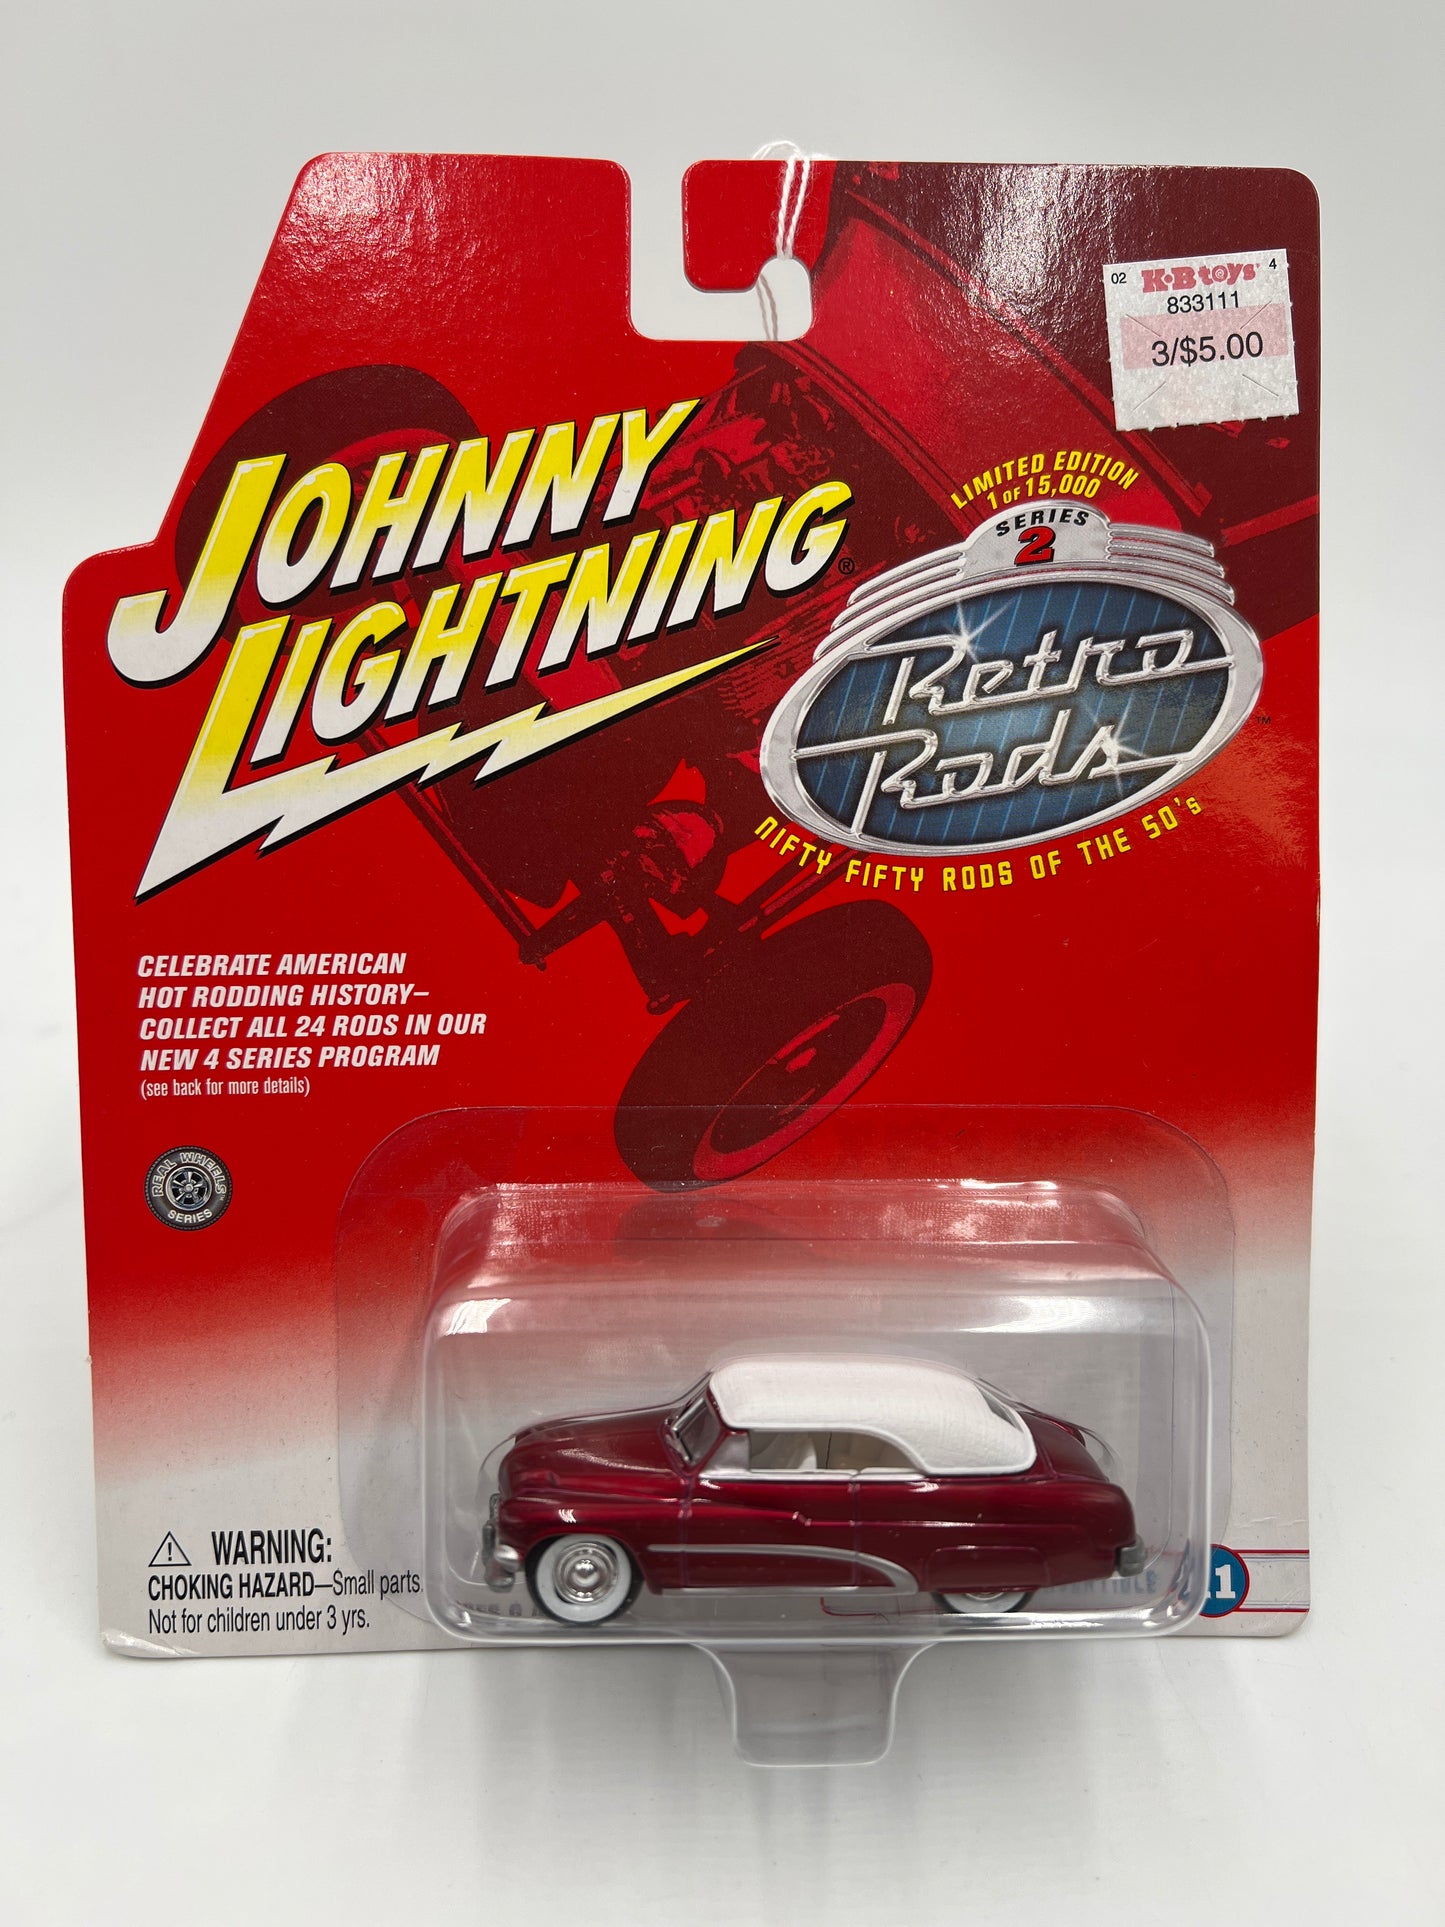 02 K·B toys 4
833111
3/$5.00
JOHNNY
LIGHTNING®
LIMITED EDITION
1 OF 15,000
SERIES
2
Retro
Rods™
NIFTY FIFTY RODS OF THE 50's
CELEBRATE AMERICAN
HOT RODDING HISTORY–
COLLECT ALL 24 RODS IN OUR
NEW 4 SERIES PROGRAM
(see back for more details)
REAL WHEELS
SERIES
WARNING:
CHOKING HAZARD—Small parts.
Not for children under 3 yrs.